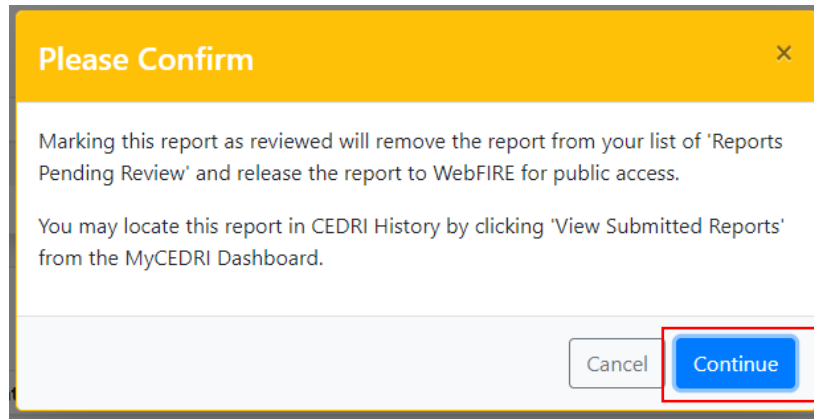 Please Confirm ×
Marking this report as reviewed will remove the report from your list of 'Reports
Pending Review' and release the report to WebFIRE for public access.
You may locate this report in CEDRI History by clicking 'View Submitted Reports'
from the MyCEDRI Dashboard.
Cancel Continue